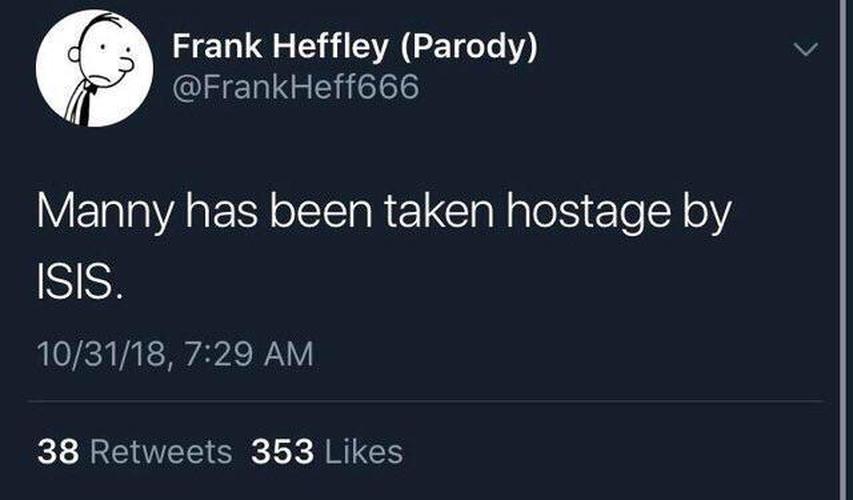 Frank Heffley (Parody)
@FrankHeff666
Manny has been taken hostage by
ISIS.
10/31/18, 7:29 AM
38 Retweets 353 Likes